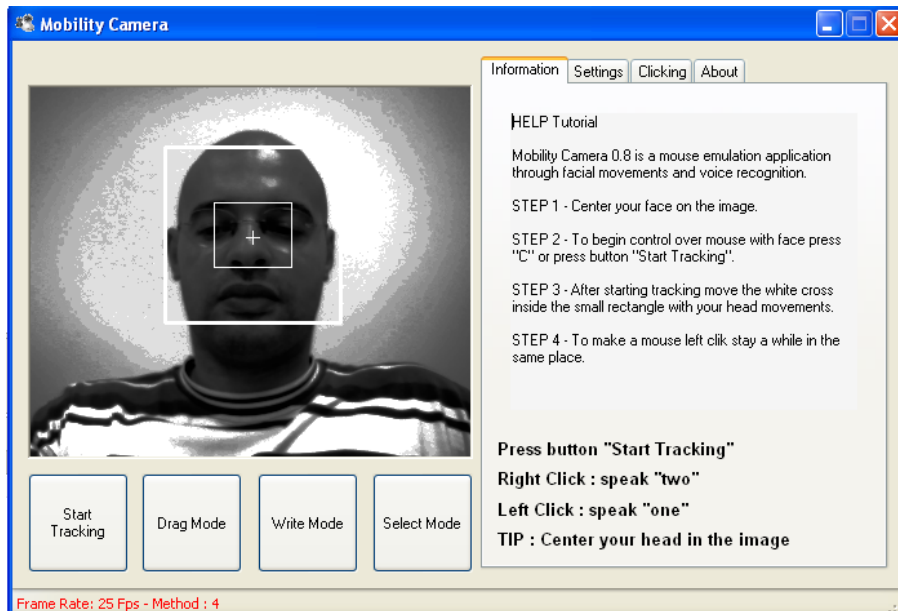 Mobility Camera
Information
Settings
Clicking
About
HELP Tutorial
Mobility Camera 0.8 is a mouse emulation application
through facial movements and voice recognition.
STEP 1 - Center your face on the image.
STEP 2 - To begin control over mouse with face press
"C" or press button "Start Tracking".
STEP 3 - After starting tracking move the white cross
inside the small rectangle with your head movements.
STEP 4 - To make a mouse left clik stay a while in the
same place.
Press button "Start Tracking"
Right Click : speak "two"
Left Click : speak "one"
TIP : Center your head in the image
Start
Tracking
Drag Mode
Write Mode
Select Mode
Frame Rate: 25 Fps - Method : 4